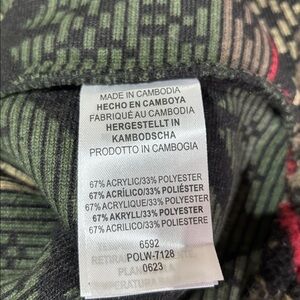 MADE IN CAMBODIA
HECHO EN CAMBOYA
FABRIQUÉ AU CAMBODIA
HERGESTELLT IN
KAMBODSCHA
PRODOTTO IN CAMBOGIA
67% ACRYLIC/33% POLYESTER
67% ACRÍLICO/33% POLIÉSTER
67% ACRYLIQUE/33% POLYESTER
67% AKRYLL/33% POLYESTER
67% ACRILICO/33% POLIESTERE
6592
POLW-7128
0623